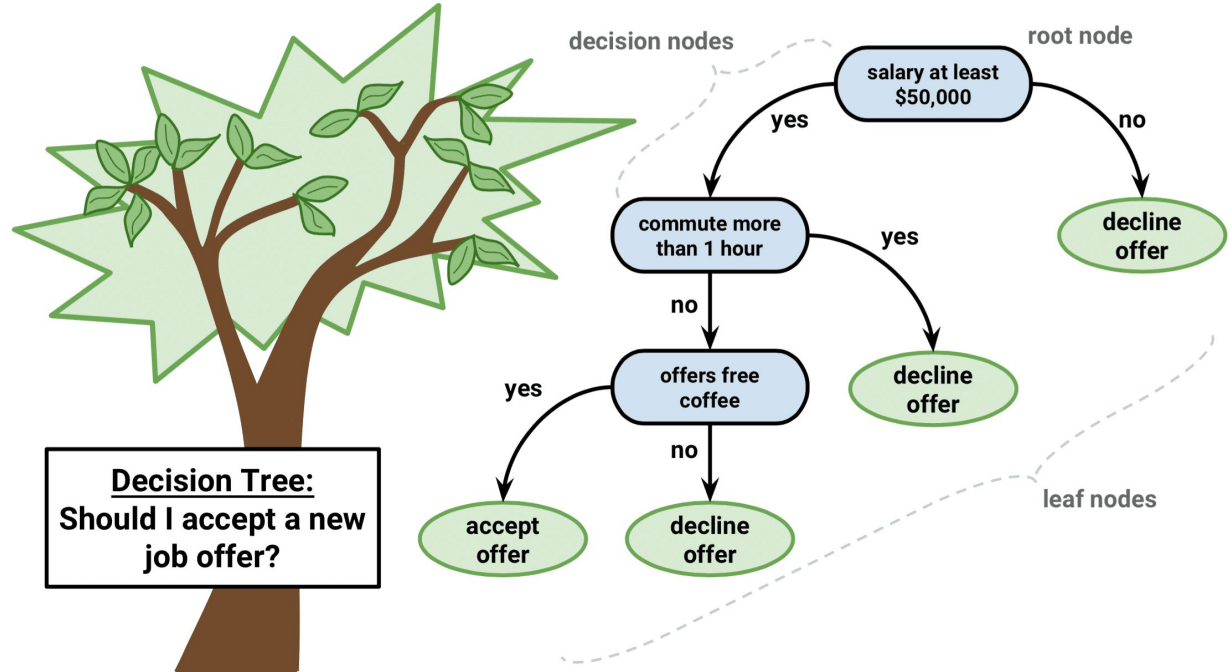 decision nodes
root node
salary at least
$50,000
yes
no
commute more
than 1 hour
decline
offer
yes
no
offers free
coffee
decline
offer
yes
no
accept
offer
decline
offer
leaf nodes
Decision Tree:
Should I accept a new
job offer?